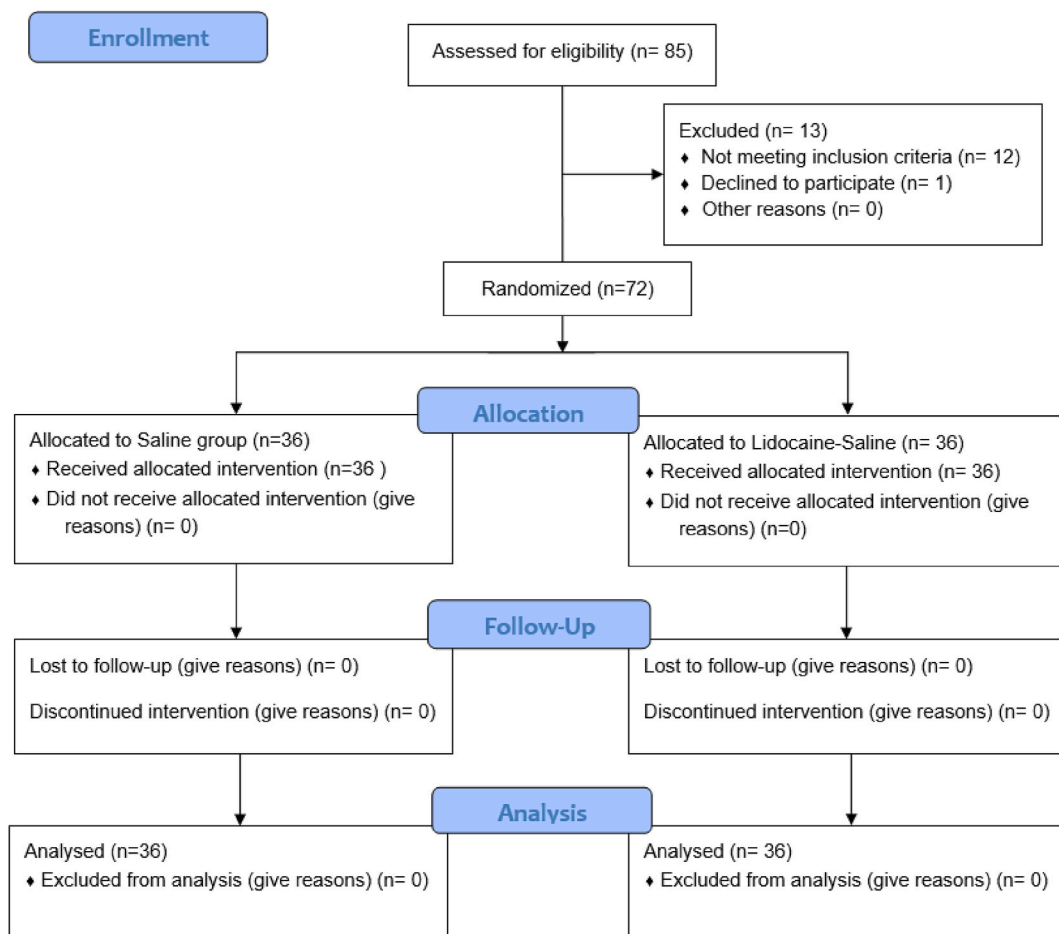 Enrollment
Assessed for eligibility (n= 85)
Excluded (n= 13)
♦ Not meeting inclusion criteria (n= 12)
♦ Declined to participate (n= 1)
♦ Other reasons (n= 0)
Randomized (n=72)
Allocation
Allocated to Saline group (n=36)
♦ Received allocated intervention (n=36 )
♦ Did not receive allocated intervention (give
reasons) (n= 0)
Allocated to Lidocaine-Saline (n= 36)
♦ Received allocated intervention (n= 36)
♦ Did not receive allocated intervention (give
reasons) (n=0)
Follow-Up
Lost to follow-up (give reasons) (n= 0)
Discontinued intervention (give reasons) (n= 0)
Lost to follow-up (give reasons) (n= 0)
Discontinued intervention (give reasons) (n= 0)
Analysis
Analysed (n=36)
♦ Excluded from analysis (give reasons) (n= 0)
Analysed (n= 36)
♦ Excluded from analysis (give reasons) (n= 0)